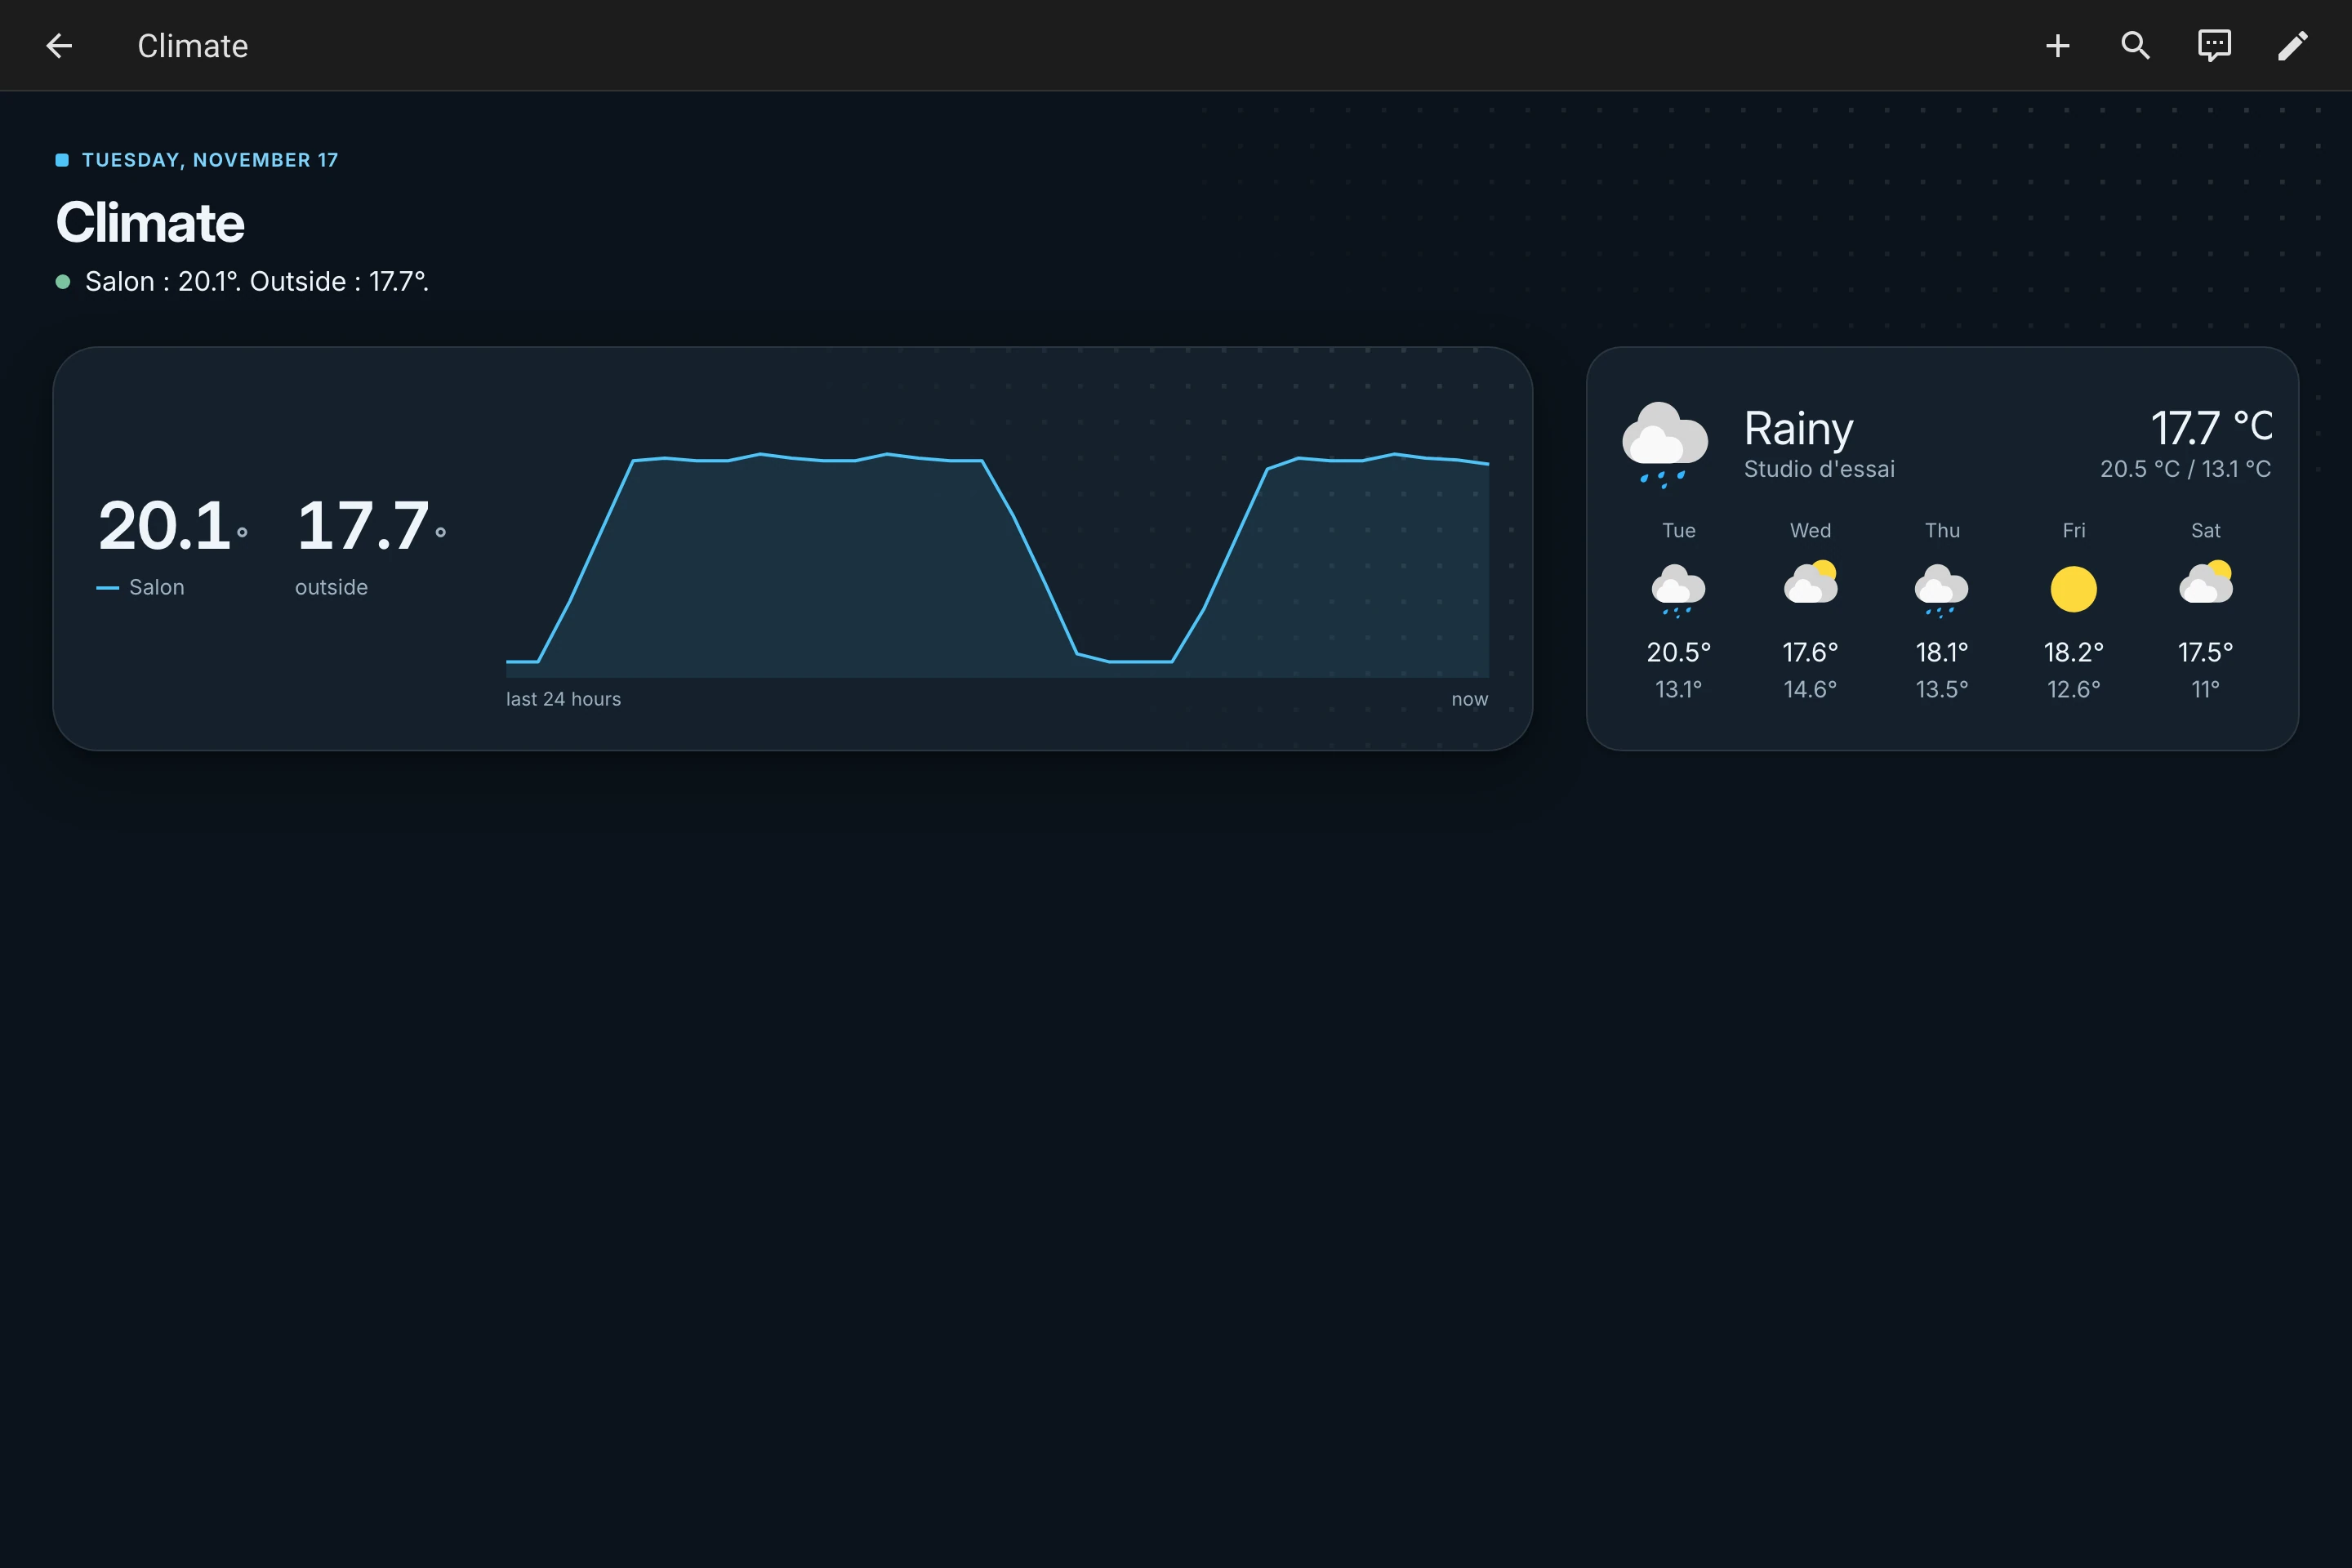 Climate
TUESDAY, NOVEMBER 17
Climate
Salon : 20.1°. Outside : 17.7°.
20.1° 17.7°
Salon outside
last 24 hours now
Rainy 17.7 °C
Studio d'essai 20.5 °C / 13.1 °C
Tue Wed Thu Fri Sat
20.5° 17.6° 18.1° 18.2° 17.5°
13.1° 14.6° 13.5° 12.6° 11°